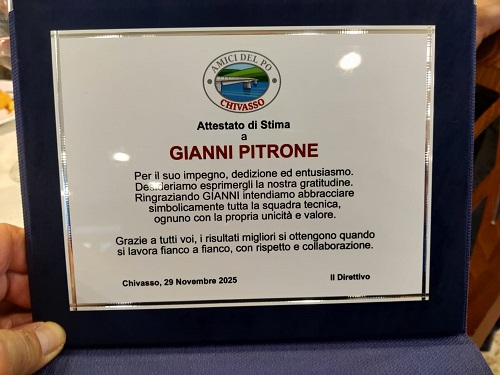 AMICI DEL PO
CHIVASSO
Attestato di Stima
a
GIANNI PITRONE
Per il suo impegno, dedizione ed entusiasmo.
Desideriamo esprimergli la nostra gratitudine.
Ringraziando GIANNI intendiamo abbracciare
simbolicamente tutta la squadra tecnica,
ognuno con la propria unicità e valore.
Grazie a tutti voi, i risultati migliori si ottengono quando
si lavora fianco a fianco, con rispetto e collaborazione.
Chivasso, 29 Novembre 2025 Il Direttivo